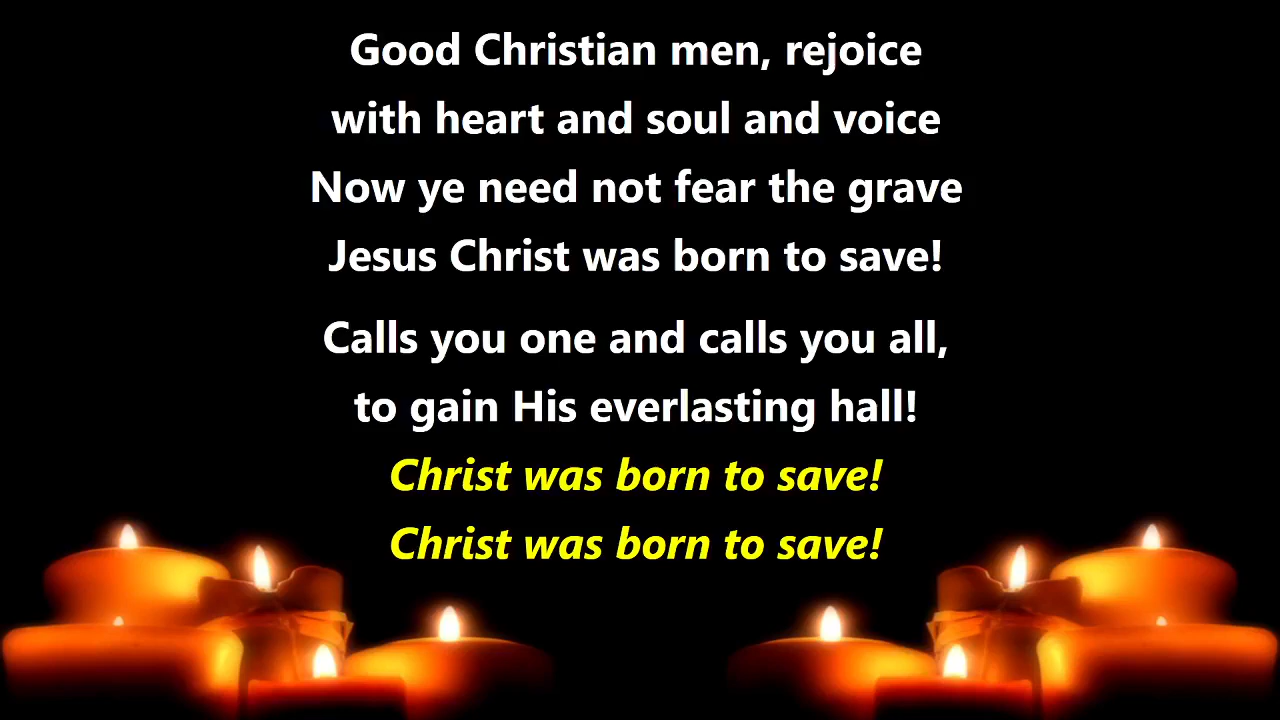 Good Christian men, rejoice
with heart and soul and voice
Now ye need not fear the grave
Jesus Christ was born to save!
Calls you one and calls you all,
to gain His everlasting hall!
Christ was born to save!
Christ was born to save!